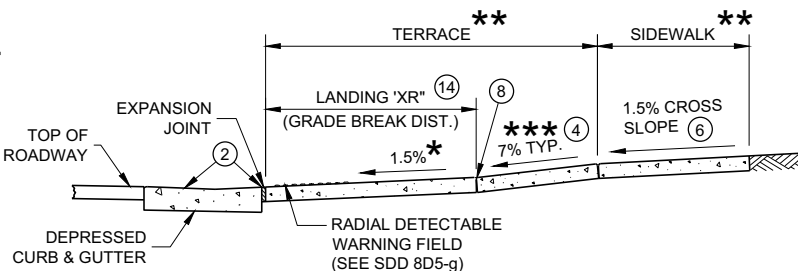 TERRACE **
SIDEWALK **
LANDING 'XR" 14
(GRADE BREAK DIST.)
8
EXPANSION
JOINT
*** 4
7% TYP.
1.5% CROSS
SLOPE 6
TOP OF
ROADWAY
2
1.5%*
DEPRESSED
CURB & GUTTER
RADIAL DETECTABLE
WARNING FIELD
(SEE SDD 8D5-g)